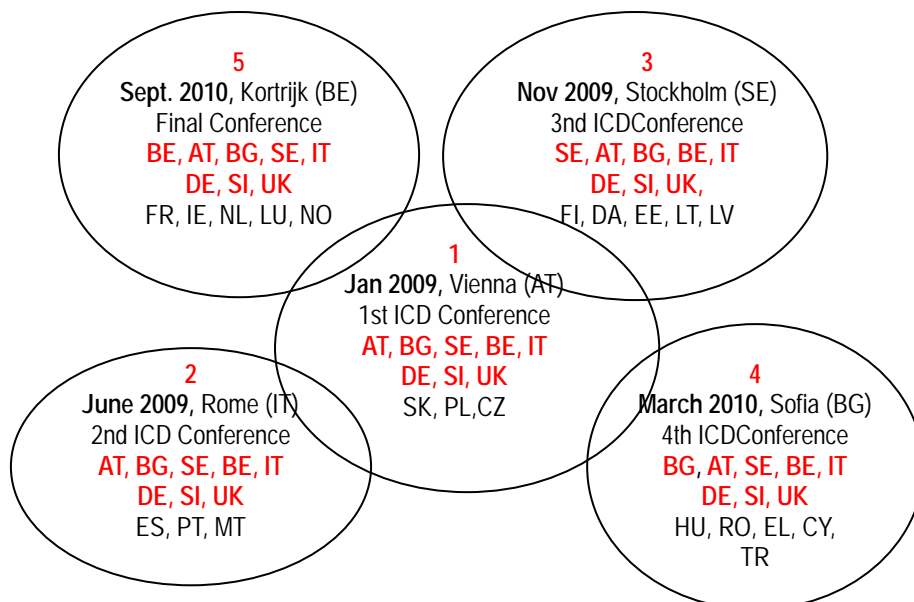 5
Sept. 2010, Kortrijk (BE)
Final Conference
BE, AT, BG, SE, IT
DE, SI, UK
FR, IE, NL, LU, NO
3
Nov 2009, Stockholm (SE)
3nd ICDConference
SE, AT, BG, BE, IT
DE, SI, UK,
FI, DA, EE, LT, LV
1
Jan 2009, Vienna (AT)
1st ICD Conference
AT, BG, SE, BE, IT
DE, SI, UK
SK, PL,CZ
2
June 2009, Rome (IT)
2nd ICD Conference
AT, BG, SE, BE, IT
DE, SI, UK
ES, PT, MT
4
March 2010, Sofia (BG)
4th ICDConference
BG, AT, SE, BE, IT
DE, SI, UK
HU, RO, EL, CY,
TR